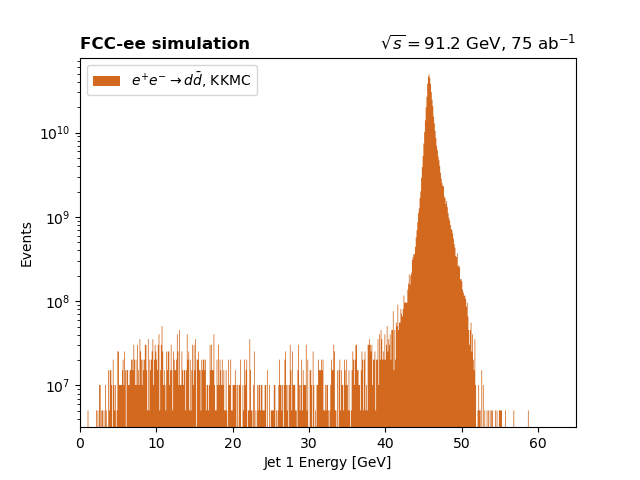 FCC-ee simulation
√s = 91.2 GeV, 75 ab⁻¹
e⁺e⁻ → dd̄, KKMC
10¹⁰
10⁹
10⁸
10⁷
Events
0 10 20 30 40 50 60
Jet 1 Energy [GeV]